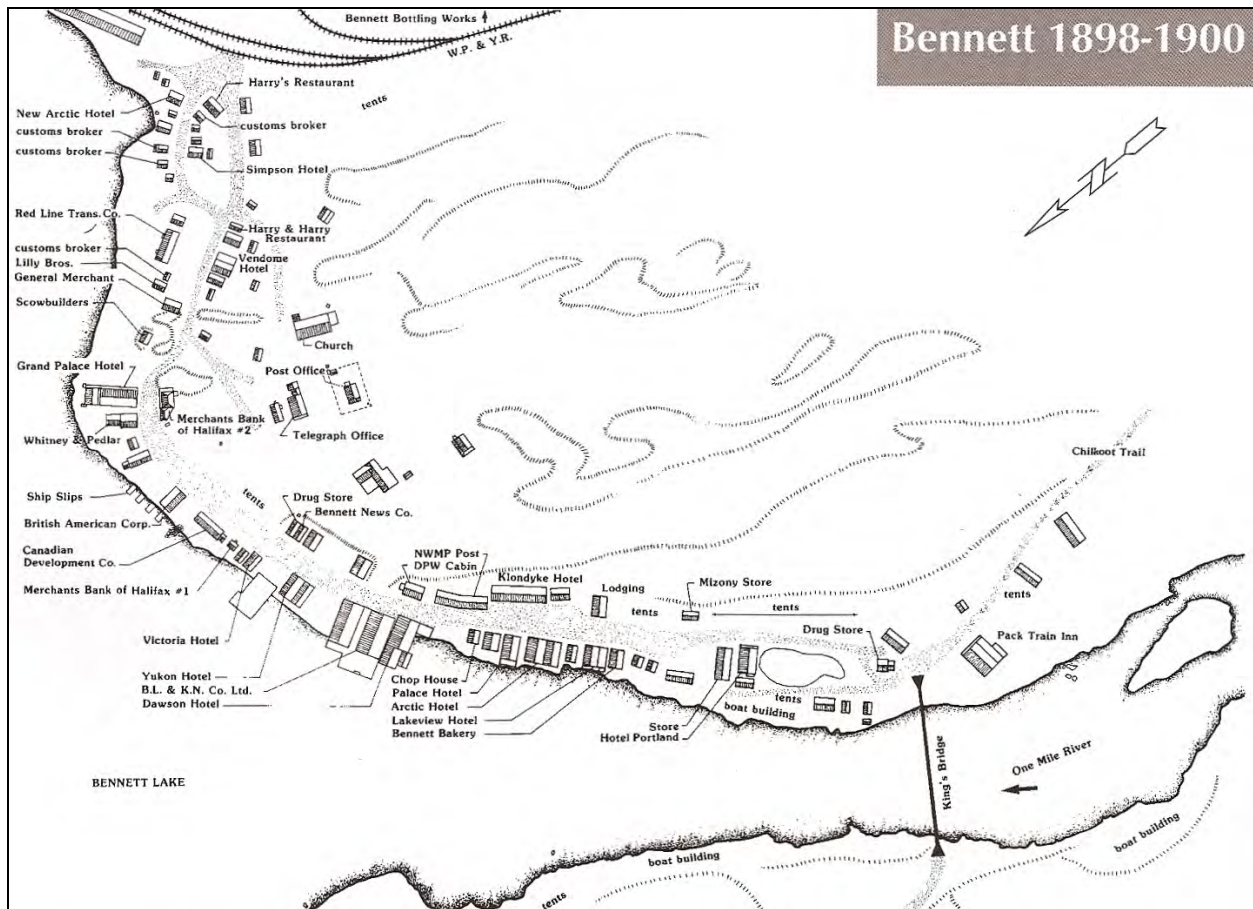 Bennett Bottling Works
W.P. & Y.R.
Bennett 1898-1900
Harry's Restaurant
tents
New Arctic Hotel
customs broker
customs broker
customs broker
Simpson Hotel
Red Line Trans. Co.
Harry & Harry
Restaurant
customs broker
Vendome
Hotel
Lilly Bros.
General Merchant
Scowbuilders
Church
Grand Palace Hotel
Post Office
Merchants Bank
of Halifax #2
Telegraph Office
Whitney & Pedlar
Chilkoot Trail
Ship Slips
tents
Drug Store
Bennett News Co.
British American Corp.
Canadian
Development Co.
NWMP Post
DPW Cabin
Klondyke Hotel
Lodging
Mizony Store
Merchants Bank of Halifax #1
tents
tents
tents
Victoria Hotel
Drug Store
Pack Train Inn
Yukon Hotel
B.L. & K.N. Co. Ltd.
Dawson Hotel
Chop House
Palace Hotel
Arctic Hotel
Lakeview Hotel
Bennett Bakery
tents
boat building
Store
Hotel Portland
BENNETT LAKE
King's Bridge
One Mile River
boat building
boat building
tents
N